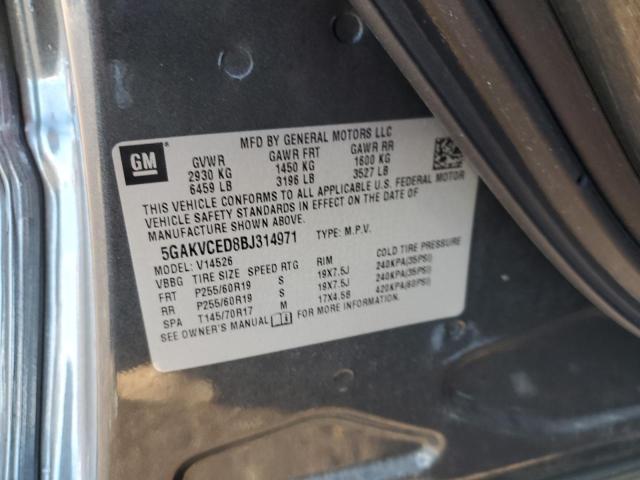 GM
MFD BY GENERAL MOTORS LLC
GVWR GAWR FRT GAWR RR
2930 KG 1450 KG 1600 KG
6459 LB 3196 LB 3527 LB
THIS VEHICLE CONFORMS TO ALL APPLICABLE U.S. FEDERAL MOTOR
VEHICLE SAFETY STANDARDS IN EFFECT ON THE DATE OF
MANUFACTURE SHOWN ABOVE.
5GAKVCED8BJ314971 TYPE: M.P.V.
MODEL: V14526
VBBG TIRE SIZE SPEED RTG RIM COLD TIRE PRESSURE
FRT P255/60R19 S 19X7.5J 240KPA(35PSI)
RR P255/60R19 S 19X7.5J 240KPA(35PSI)
SPA T145/70R17 M 17X4.5B 420KPA(60PSI)
SEE OWNER'S MANUAL FOR MORE INFORMATION.